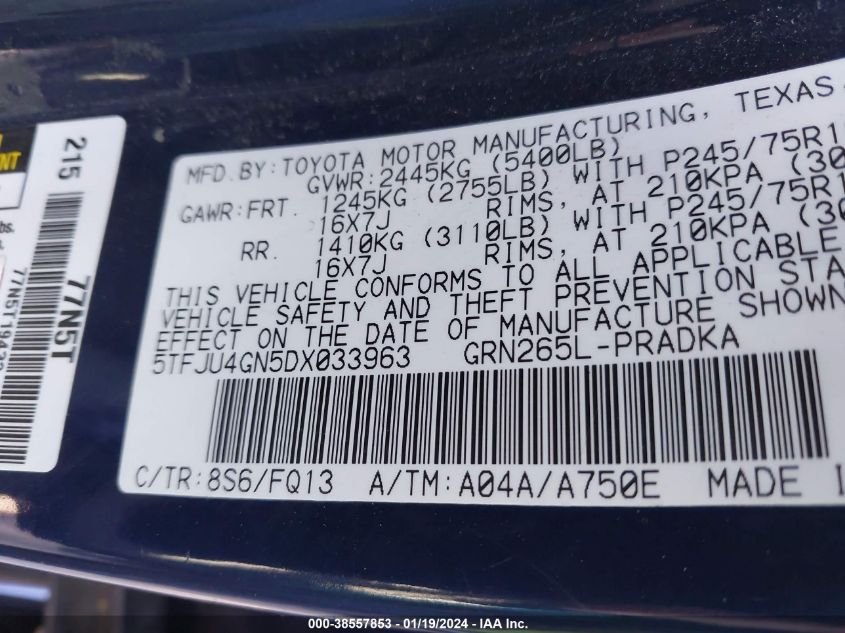 MFD.BY:TOYOTA MOTOR MANUFACTURING, TEXAS
GVWR:2445KG (5400LB)
GAWR:FRT. 1245KG (2755LB) WITH P245/75R1
16X7J RIMS, AT 210KPA (30
RR. 1410KG (3110LB) WITH P245/75R1
16X7J RIMS, AT 210KPA (30
THIS VEHICLE CONFORMS TO ALL APPLICABLE
VEHICLE SAFETY AND THEFT PREVENTION STA
EFFECT ON THE DATE OF MANUFACTURE SHOWN
5TFJU4GN5DX033963 GRN265L-PRADKA
C/TR:8S6/FQ13 A/TM:A04A/A750E MADE I
215
77N5T
000-38557853 - 01/19/2024 - IAA Inc.